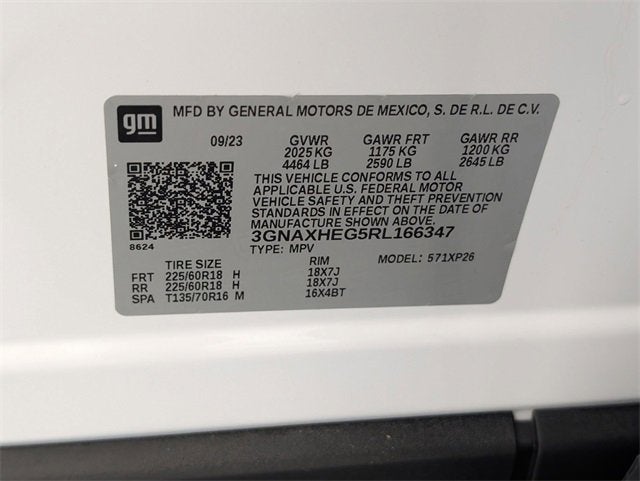 gm MFD BY GENERAL MOTORS DE MEXICO, S. DE R.L. DE C.V.
09/23 GVWR GAWR FRT GAWR RR
2025 KG 1175 KG 1200 KG
4464 LB 2590 LB 2645 LB
THIS VEHICLE CONFORMS TO ALL
APPLICABLE U.S. FEDERAL MOTOR
VEHICLE SAFETY AND THEFT PREVENTION
STANDARDS IN EFFECT ON THE DATE OF
MANUFACTURE SHOWN ABOVE.
3GNAXHEG5RL166347
8624
TYPE: MPV MODEL: 571XP26
TIRE SIZE RIM
FRT 225/60R18 H 18X7J
RR 225/60R18 H 18X7J
SPA T135/70R16 M 16X4BT